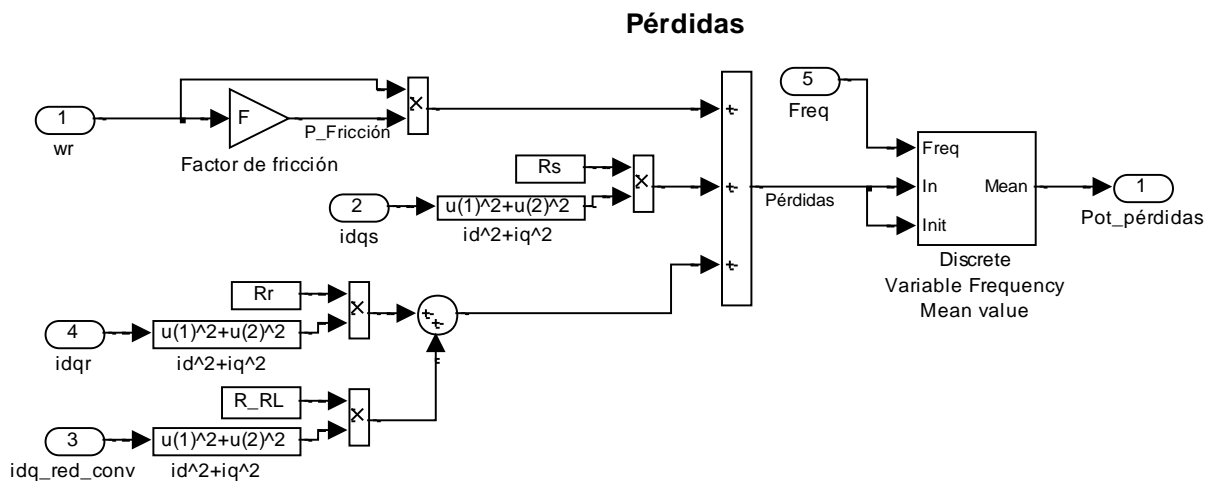 Pérdidas
1
wr
F
Factor de fricción
P_Fricción
×
2
idqs
u(1)^2+u(2)^2
id^2+iq^2
Rs
×
4
idqr
u(1)^2+u(2)^2
id^2+iq^2
Rr
×
3
idq_red_conv
u(1)^2+u(2)^2
id^2+iq^2
R_RL
×
Pérdidas
5
Freq
Freq
In
Init
Mean
Discrete
Variable Frequency
Mean value
1
Pot_pérdidas